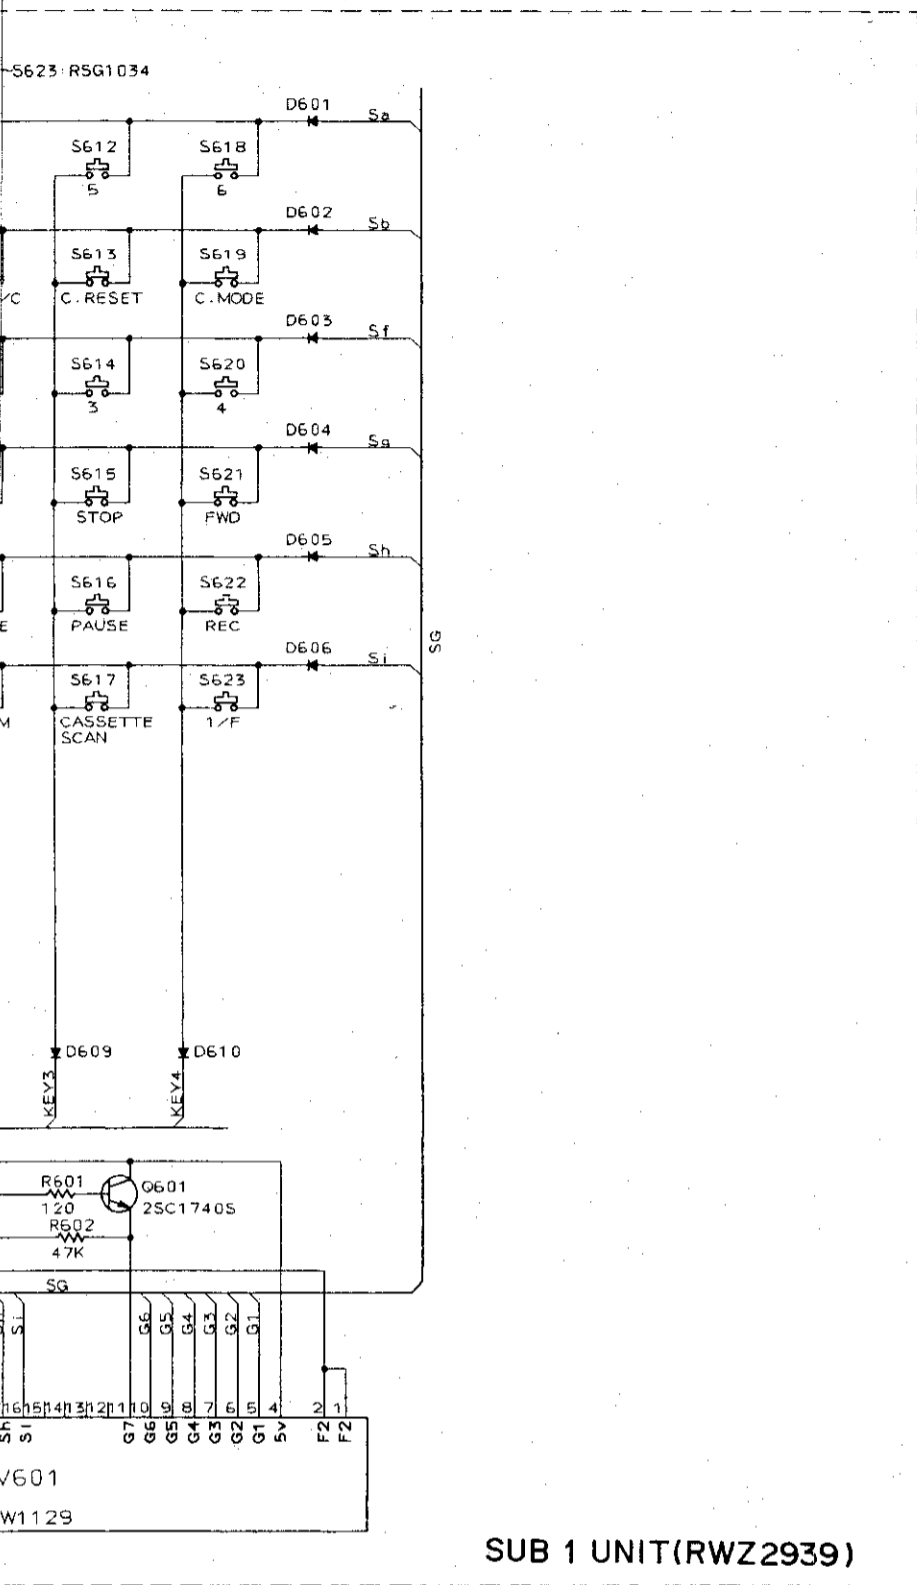 S623:RSG1034
D601 Sa
S612 S618
5 6
D602 Sb
S613 S619
/C C.RESET C.MODE
D603 Sf
S614 S620
3 4
D604 Sg
S615 S621
STOP FWD
D605 Sh
S616 S622
E PAUSE REC
SG
D606 Si
S617 S623
M CASSETTE 1/F
SCAN
D609 D610
KEY3 KEY4
R601 Q601
120 2SC1740S
R602
47K
SG
Si G6 G5 G4 G3 G2 G1
16 15 14 13 12 11 10 9 8 7 6 5 4 2 1
Sh Si G7 G6 G5 G4 G3 G2 G1 5V F2 F2
V601
W1129
SUB 1 UNIT(RWZ2939)